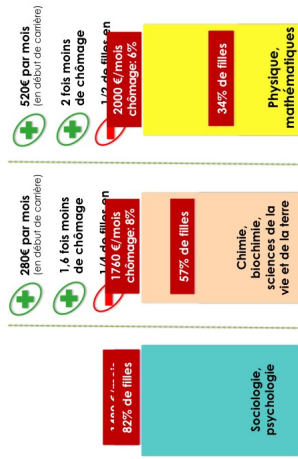 82% de filles
Sociologie,
psychologie
280€ par mois
(en début de carrière)
1,6 fois moins
de chômage
1760 €/mois
chômage: 8%
57% de filles
Chimie,
biochimie,
sciences de la
vie et de la terre
520€ par mois
(en début de carrière)
2 fois moins
de chômage
2000 €/mois
chômage: 6%
34% de filles
Physique,
mathématiques